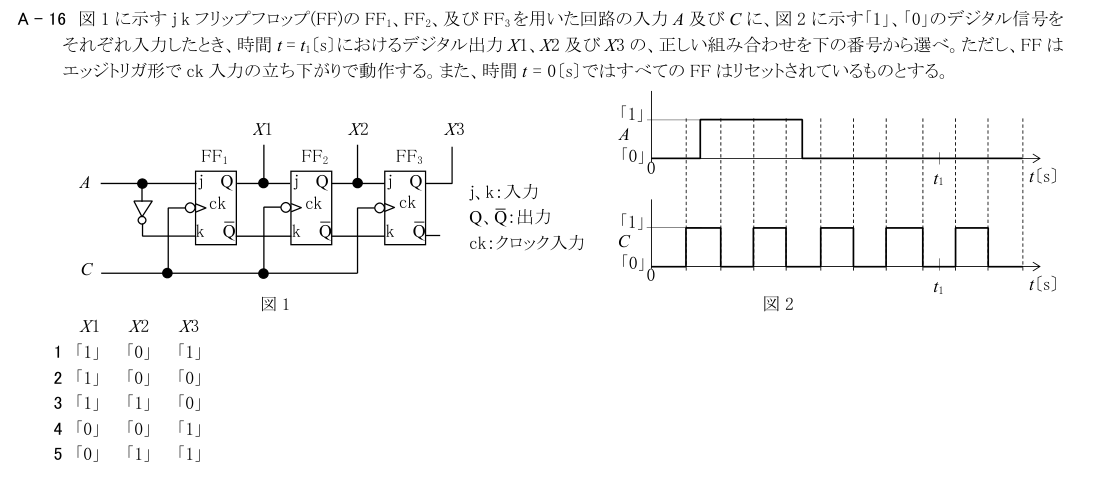 A－16 図1に示すjkフリップフロップ(FF)のFF₁、FF₂、及びFF₃を用いた回路の入力A及びCに、図2に示す「1」、「0」のデジタル信号を
それぞれ入力したとき、時間t = t₁〔s〕におけるデジタル出力X1、X2及びX3の、正しい組み合わせを下の番号から選べ。ただし、FFは
エッジトリガ形でck入力の立ち下がりで動作する。また、時間t = 0〔s〕ではすべてのFFはリセットされているものとする。
X1 X2 X3
FF₁ FF₂ FF₃
A j Q j Q j Q
ck ck ck
k Q̅ k Q̅ k Q̅
C
j、k：入力
Q、Q̅：出力
ck：クロック入力
図1
「1」
A
「0」
0 t₁ t〔s〕
「1」
C
「0」
0 t₁ t〔s〕
図2
X1 X2 X3
1 「1」 「0」 「1」
2 「1」 「0」 「0」
3 「1」 「1」 「0」
4 「0」 「0」 「1」
5 「0」 「1」 「1」